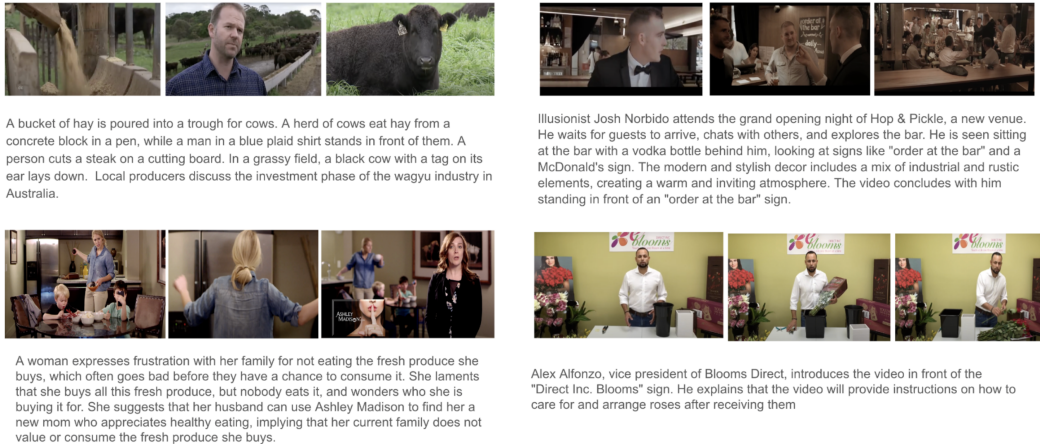 A bucket of hay is poured into a trough for cows. A herd of cows eat hay from a
concrete block in a pen, while a man in a blue plaid shirt stands in front of them. A
person cuts a steak on a cutting board. In a grassy field, a black cow with a tag on its
ear lays down.  Local producers discuss the investment phase of the wagyu industry in
Australia.
order at
the bar
Illusionist Josh Norbido attends the grand opening night of Hop & Pickle, a new venue.
He waits for guests to arrive, chats with others, and explores the bar. He is seen sitting
at the bar with a vodka bottle behind him, looking at signs like "order at the bar" and a
McDonald's sign. The modern and stylish decor includes a mix of industrial and rustic
elements, creating a warm and inviting atmosphere. The video concludes with him
standing in front of an "order at the bar" sign.
ASHLEY
MADISON
A woman expresses frustration with her family for not eating the fresh produce she
buys, which often goes bad before they have a chance to consume it. She laments
that she buys all this fresh produce, but nobody eats it, and wonders who she is
buying it for. She suggests that her husband can use Ashley Madison to find her a
new mom who appreciates healthy eating, implying that her current family does not
value or consume the fresh produce she buys.
blooms
blooms
blooms
Alex Alfonzo, vice president of Blooms Direct, introduces the video in front of the
"Direct Inc. Blooms" sign. He explains that the video will provide instructions on how to
care for and arrange roses after receiving them